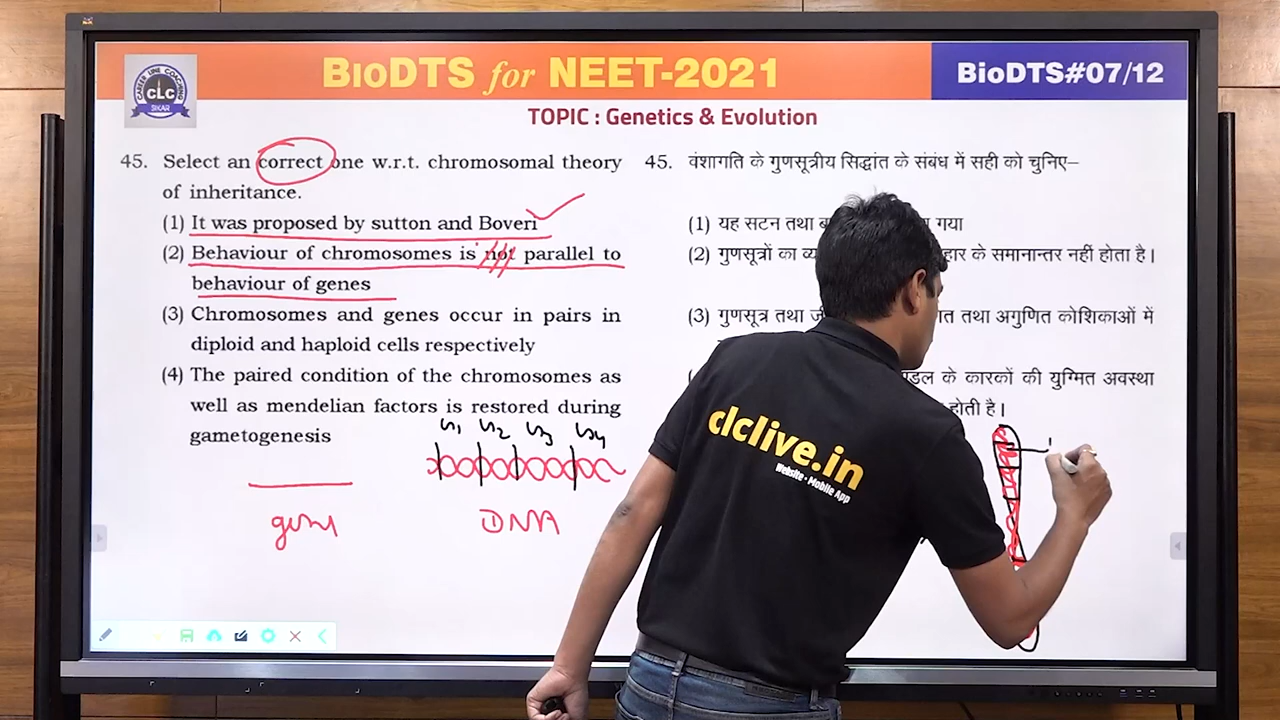 BIODTS for NEET-2021
BioDTS#07/12
CAREER LINE COACHING
CLC
SIKAR
TOPIC : Genetics & Evolution
45. Select an correct one w.r.t. chromosomal theory
of inheritance.
(1) It was proposed by sutton and Boveri
(2) Behaviour of chromosomes is not parallel to
behaviour of genes
(3) Chromosomes and genes occur in pairs in
diploid and haploid cells respectively
(4) The paired condition of the chromosomes as
well as mendelian factors is restored during
gametogenesis
gene
DNA
45. वंशागति के गुणसूत्रीय सिद्धांत के संबंध में सही को चुनिए–
(1) यह सटन तथा गया
(2) गुणसूत्रों का के समानान्तर नहीं होता है।
(3) गुणसूत्र तथा तथा अगुणित कोशिकाओं में
के कारकों की युग्मित अवस्था
होती है।
clclive.in
Website - Mobile App